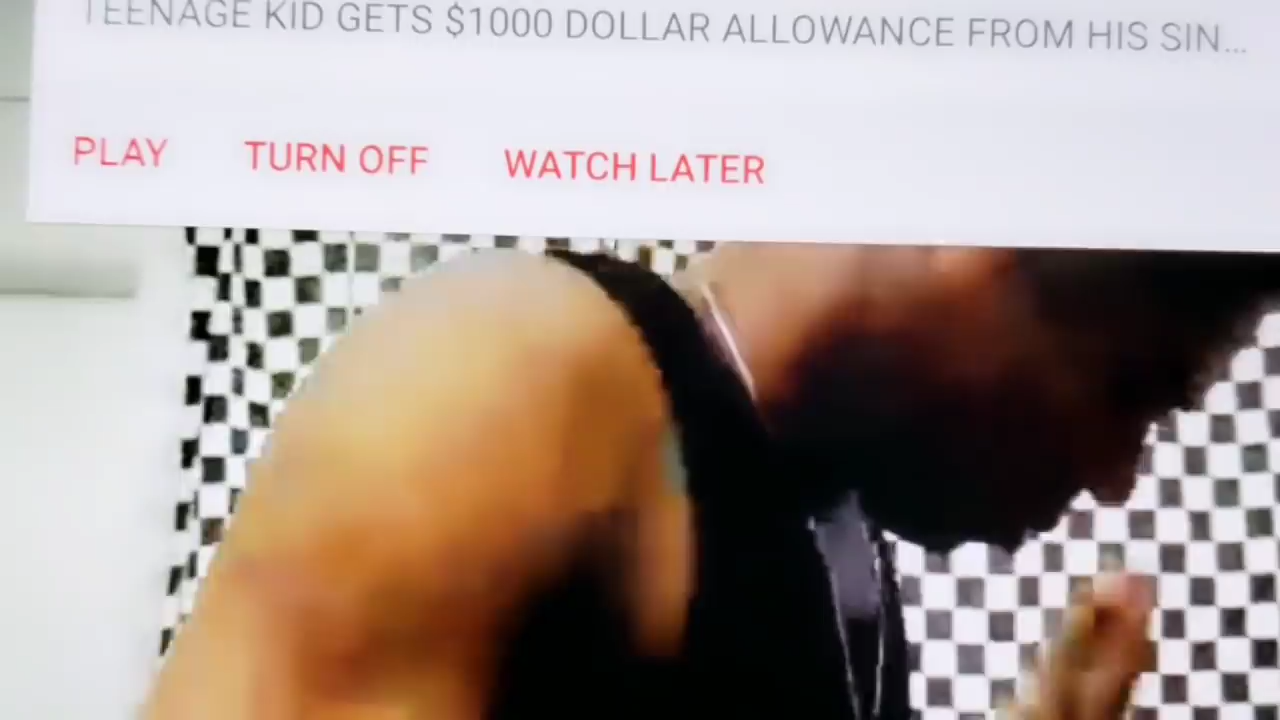 TEENAGE KID GETS $1000 DOLLAR ALLOWANCE FROM HIS SIN...
PLAY TURN OFF WATCH LATER